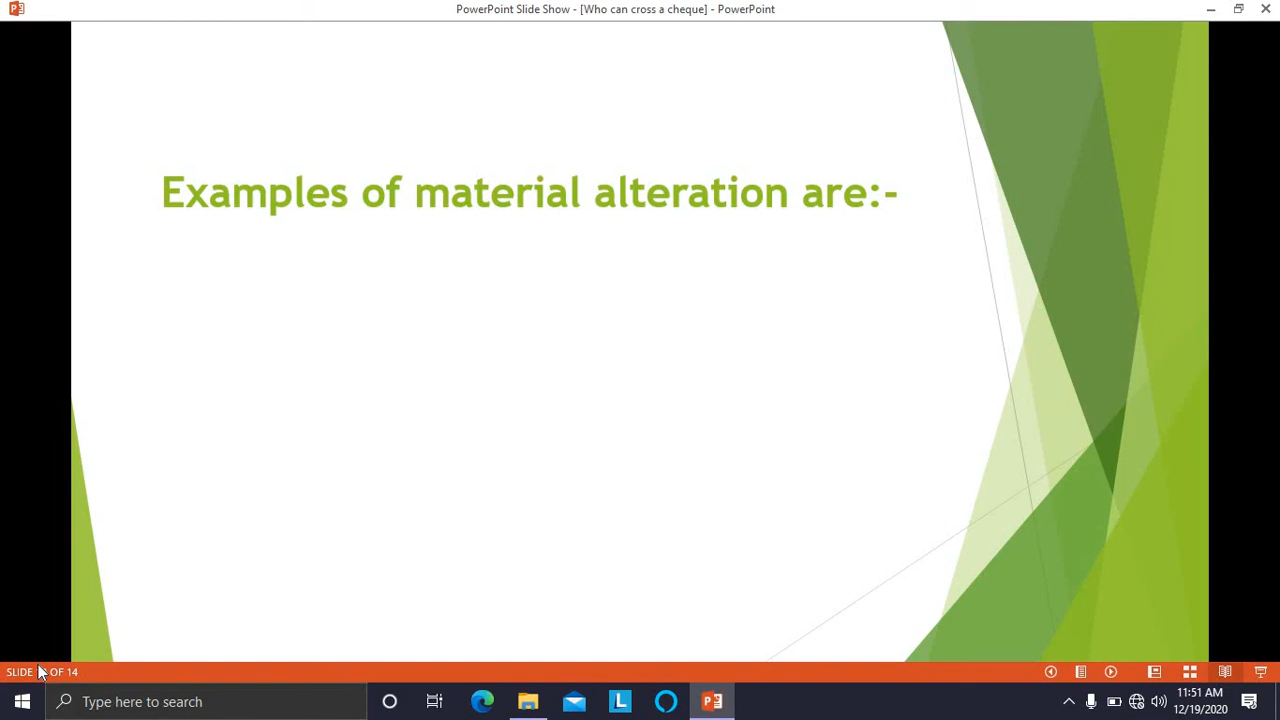 PowerPoint Slide Show - [Who can cross a cheque] - PowerPoint
Examples of material alteration are:-
SLIDE OF 14
Type here to search
L
11:51 AM
12/19/2020